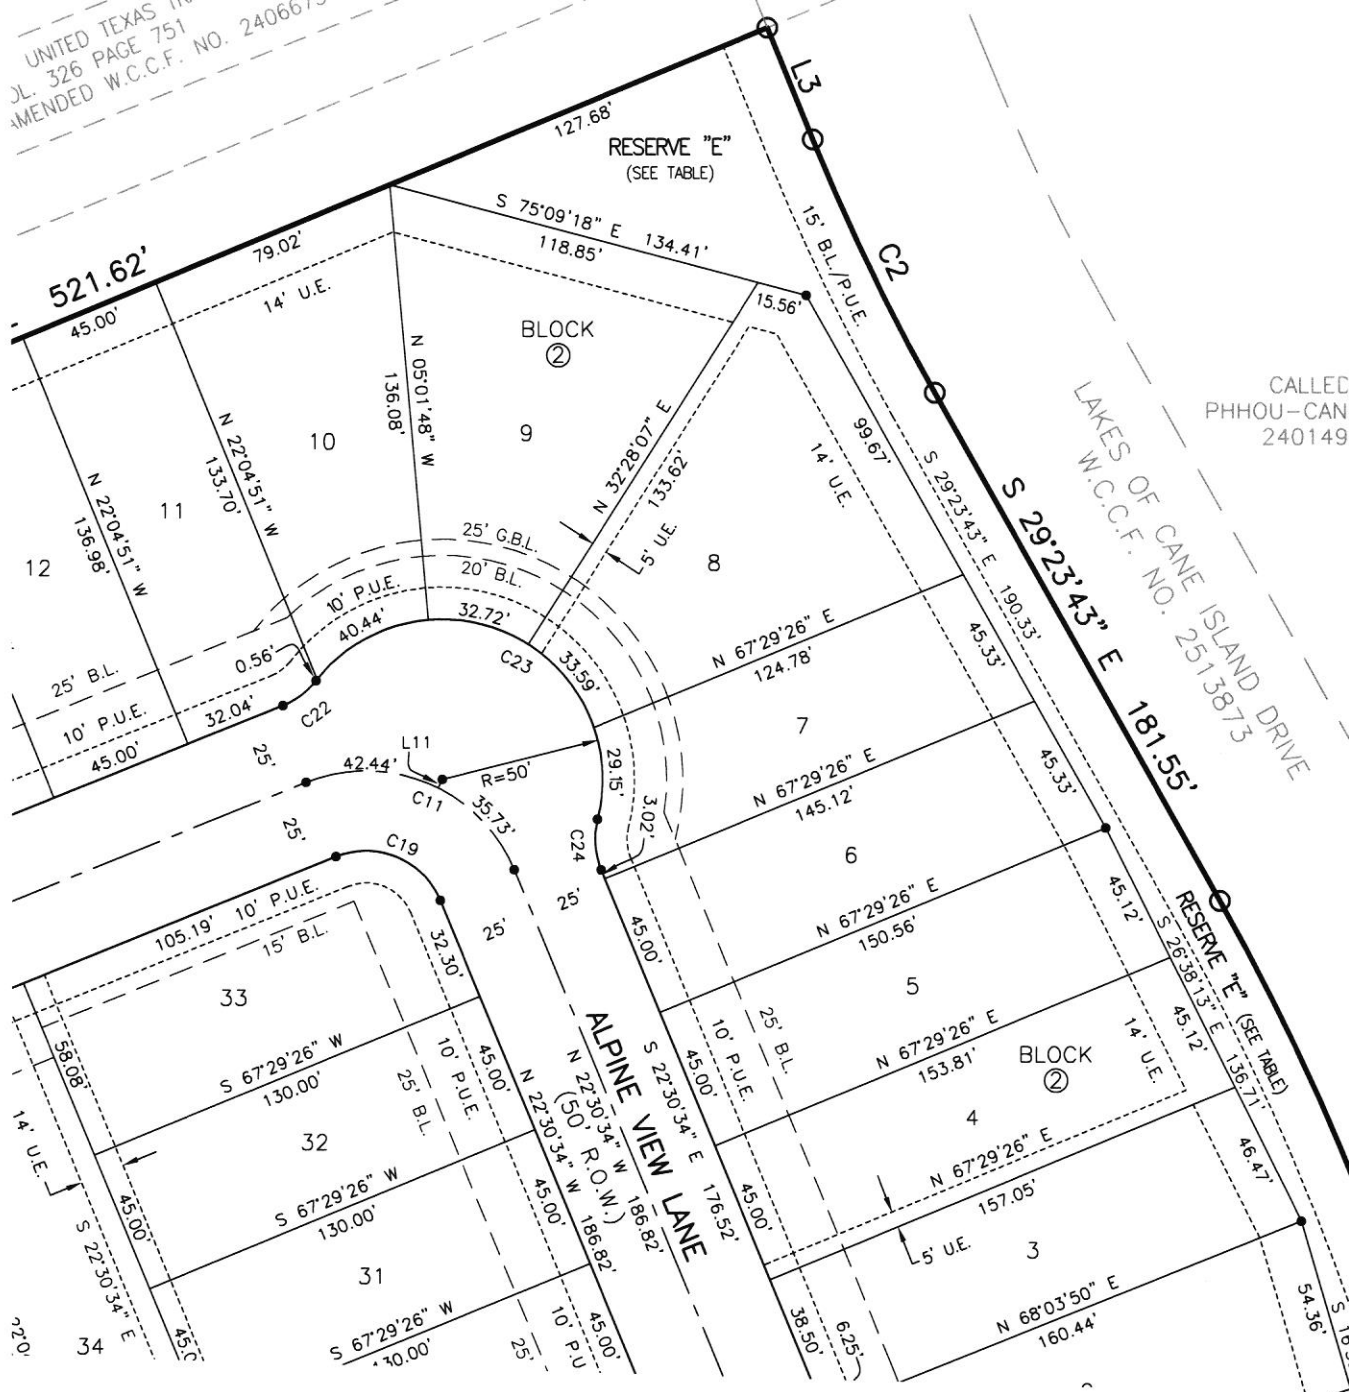 UNITED TEXAS
326 PAGE 751
AMENDED W.C.C.F. NO.
L3
127.68'
RESERVE "E"
(SEE TABLE)
S 75°09'18" E 134.41'
118.85'
15.56'
15' B.L./P.U.E.
C2
521.62'
79.02'
45.00'
14' U.E.
BLOCK
2
N 05°01'48" W
136.08'
N 22°04'51" W
133.70'
N 22°04'51" W
136.98'
10
9
11
12
8
N 32°28'07" E
133.62'
5' U.E.
99.67'
14' U.E.
S 29°23'43" E 190.33'
S 29°23'43" E 181.55'
CALLED
PHHOU-CAN
240149
LAKES OF CANE ISLAND DRIVE
W.C.C.F. NO. 2513873
25' G.B.L.
20' B.L.
10' P.U.E.
40.44'
32.72'
C23
33.59'
0.56'
C22
25' B.L.
10' P.U.E.
32.04'
45.00'
N 67°29'26" E
124.78'
45.33'
7
29.15'
R=50'
L11
42.44'
C11
35.73'
25'
25'
C19
C24
3.02'
25'
25'
N 67°29'26" E
145.12'
45.33'
6
N 67°29'26" E
150.56'
45.12'
RESERVE "E" (SEE TABLE)
S 26°38'13" E 136.71'
5
45.00'
105.19' 10' P.U.E.
15' B.L.
32.30'
33
10' P.U.E.
25' B.L.
N 67°29'26" E
153.81'
45.12'
BLOCK
2
14' U.E.
4
58.08'
S 67°29'26" W
130.00'
45.00'
10' P.U.E.
25' B.L.
45.00'
ALPINE VIEW LANE
(50' R.O.W.)
N 22°30'34" W 186.82'
N 22°30'34" W 186.82'
S 22°30'34" E 176.52'
N 67°29'26" E
157.05'
46.47'
14' U.E.
32
45.00'
S 67°29'26" W
130.00'
45.00'
45.00'
5' U.E.
3
S 22°30'34" E
31
N 68°03'50" E
160.44'
54.36'
34
S 67°29'26" W
45.00'
10' P.U
25'
38.50'
6.25'